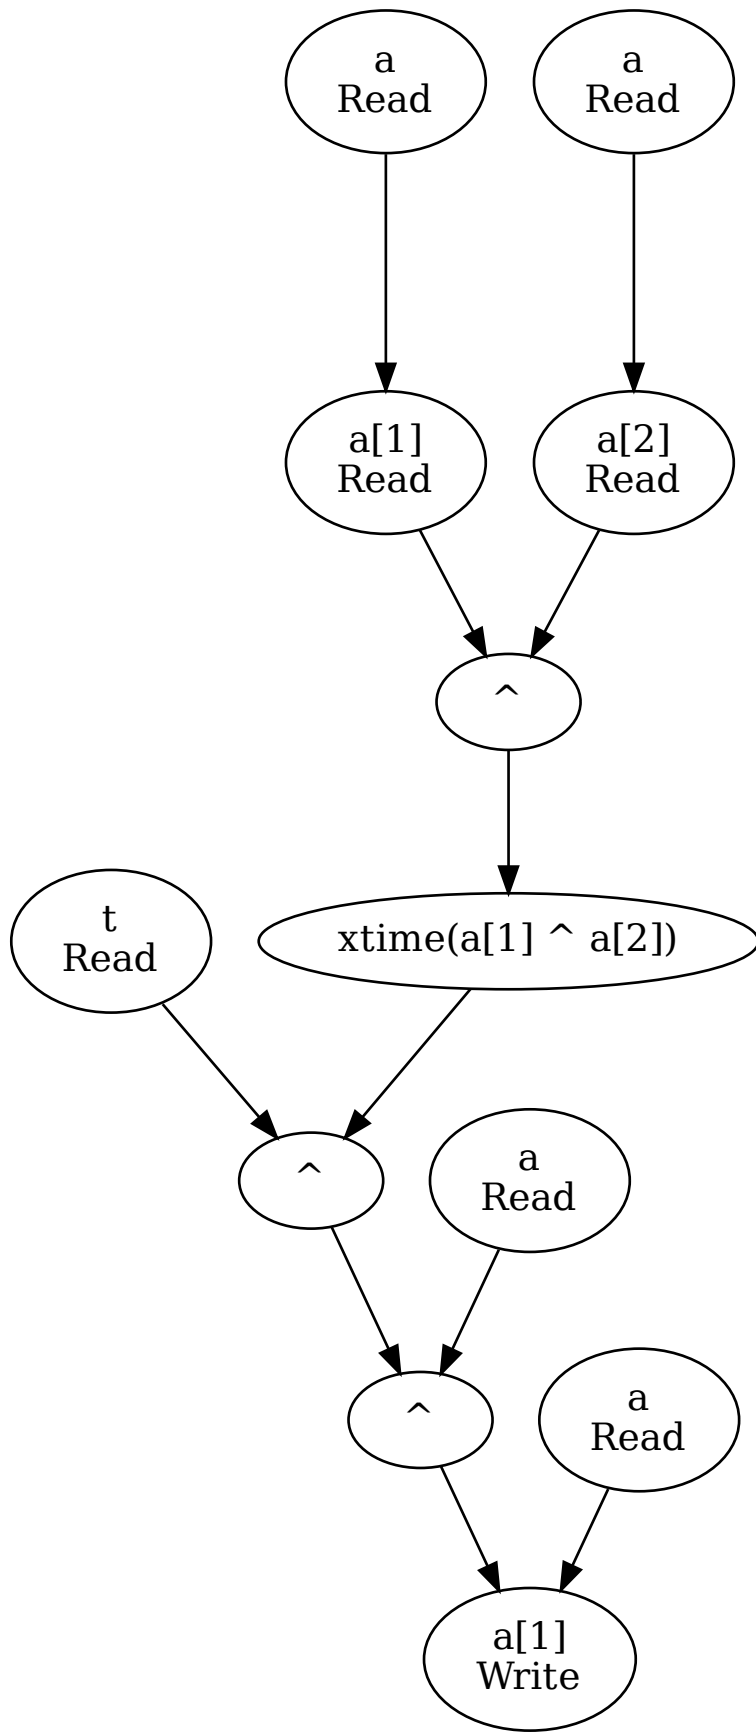 a
Read
a
Read
a[1]
Read
a[2]
Read
^
t
Read
xtime(a[1] ^ a[2])
^
a
Read
^
a
Read
a[1]
Write